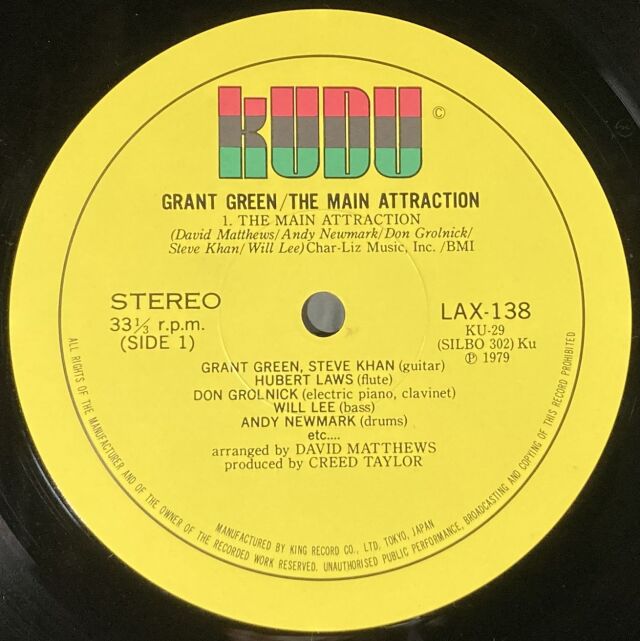 kUDU ©
GRANT GREEN/THE MAIN ATTRACTION
1. THE MAIN ATTRACTION
(David Matthews/Andy Newmark/Don Grolnick/
Steve Khan/Will Lee) Char-Liz Music, Inc. /BMI
STEREO
33⅓ r.p.m.
(SIDE 1)
LAX-138
KU-29
(SILBO 302) Ku
℗ 1979
GRANT GREEN, STEVE KHAN (guitar)
HUBERT LAWS (flute)
DON GROLNICK (electric piano, clavinet)
WILL LEE (bass)
ANDY NEWMARK (drums)
etc....
arranged by DAVID MATTHEWS
produced by CREED TAYLOR
ALL RIGHTS OF THE MANUFACTURER AND OF THE OWNER OF THE RECORDED WORK RESERVED. UNAUTHORISED PUBLIC PERFORMANCE, BROADCASTING AND COPYING OF THIS RECORD PROHIBITED
MANUFACTURED BY KING RECORD CO., LTD, TOKYO, JAPAN